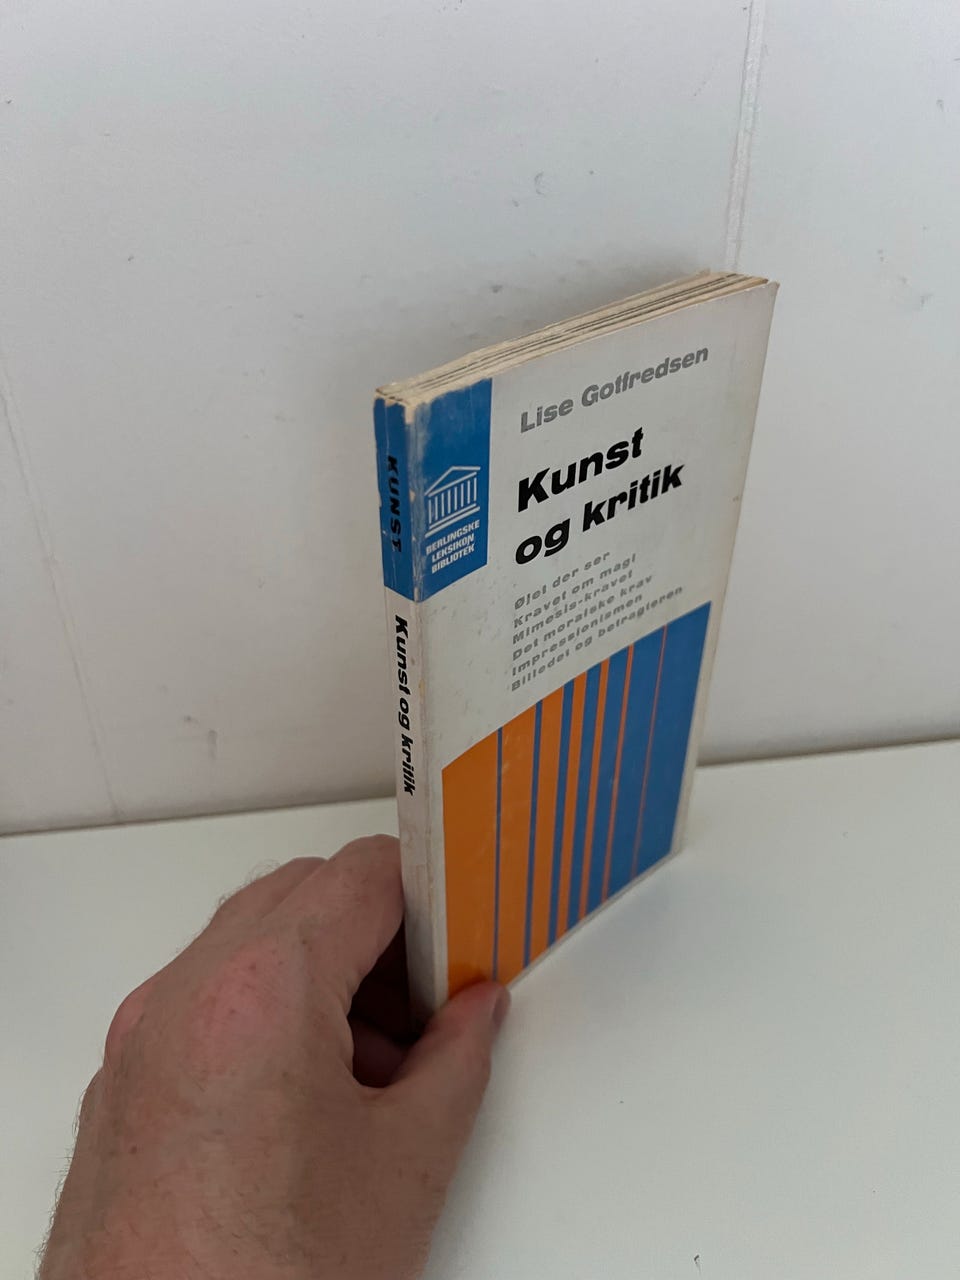 KUNST
Kunst og kritik
BERLINGSKE
LEKSIKON
BIBLIOTEK
Lise Gotfredsen
Kunst
og kritik
Øjet der ser
Kravet om magi
Mimesis-kravet
Det moralske krav
Impressionismen
Billedet og betragteren